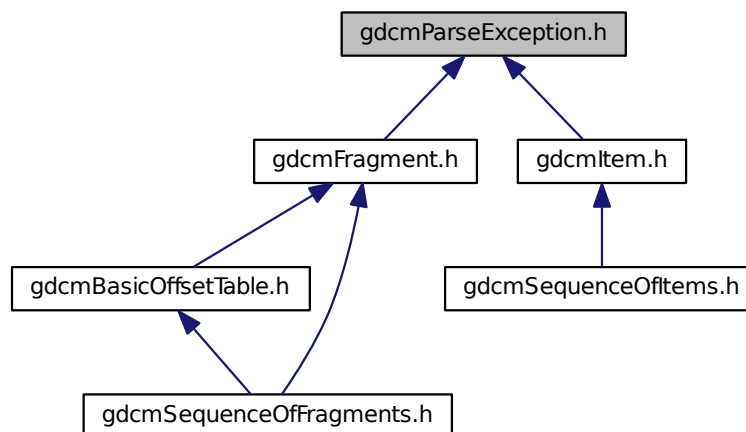 gdcmParseException.h
gdcmFragment.h
gdcmItem.h
gdcmBasicOffsetTable.h
gdcmSequenceOfItems.h
gdcmSequenceOfFragments.h